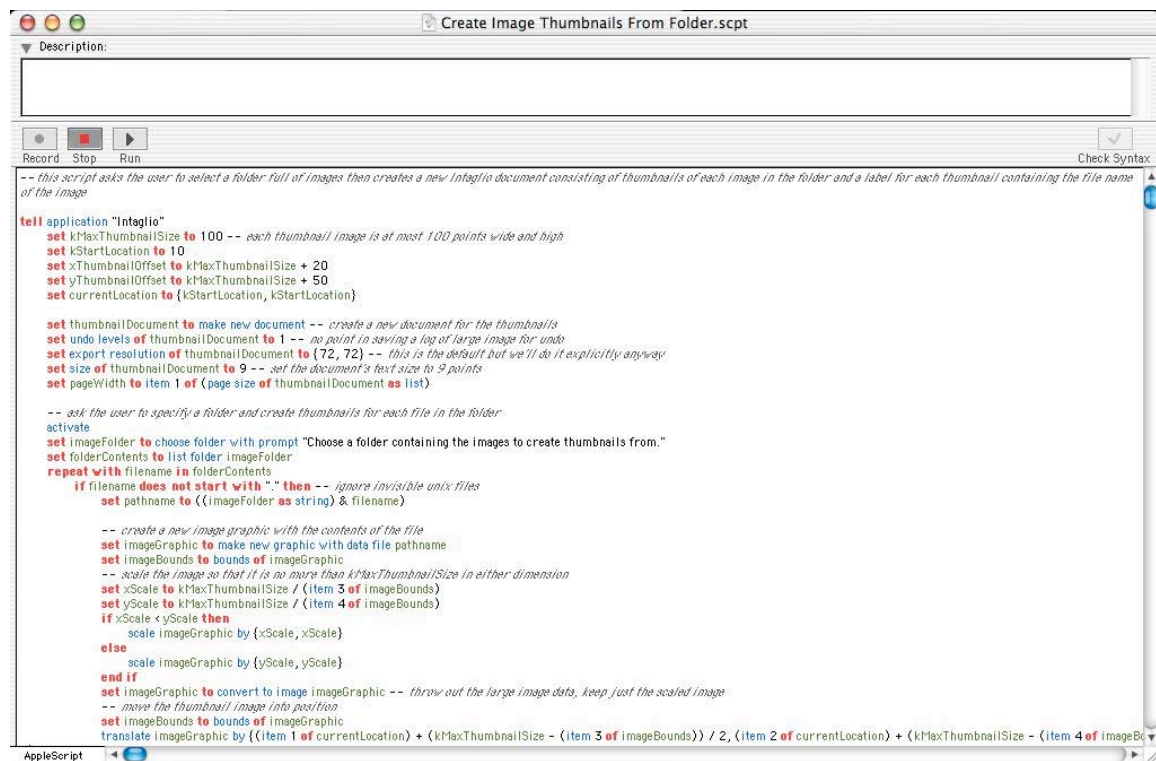 Create Image Thumbnails From Folder.scpt
Description:
Record Stop Run Check Syntax
-- this script asks the user to select a folder full of images then creates a new Intaglio document consisting of thumbnails of each image in the folder and a label for each thumbnail containing the file name
of the image
tell application "Intaglio"
set kMaxThumbnailSize to 100 -- each thumbnail image is at most 100 points wide and high
set kStartLocation to 10
set xThumbnailOffset to kMaxThumbnailSize + 20
set yThumbnailOffset to kMaxThumbnailSize + 50
set currentLocation to {kStartLocation, kStartLocation}
set thumbnailDocument to make new document -- create a new document for the thumbnails
set undo levels of thumbnailDocument to 1 -- no point in saving a log of large image for undo
set export resolution of thumbnailDocument to {72, 72} -- this is the default but we'll do it explicitly anyway
set size of thumbnailDocument to 9 -- set the document's text size to 9 points
set pageWidth to item 1 of (page size of thumbnailDocument as list)
-- ask the user to specify a folder and create thumbnails for each file in the folder
activate
set imageFolder to choose folder with prompt "Choose a folder containing the images to create thumbnails from."
set folderContents to list folder imageFolder
repeat with filename in folderContents
if filename does not start with "." then -- ignore invisible unix files
set pathname to ((imageFolder as string) & filename)
-- create a new image graphic with the contents of the file
set imageGraphic to make new graphic with data file pathname
set imageBounds to bounds of imageGraphic
-- scale the image so that it is no more than kMaxThumbnailSize in either dimension
set xScale to kMaxThumbnailSize / (item 3 of imageBounds)
set yScale to kMaxThumbnailSize / (item 4 of imageBounds)
if xScale < yScale then
scale imageGraphic by {xScale, xScale}
else
scale imageGraphic by {yScale, yScale}
end if
set imageGraphic to convert to image imageGraphic -- throw out the large image data, keep just the scaled image
-- move the thumbnail image into position
set imageBounds to bounds of imageGraphic
translate imageGraphic by {(item 1 of currentLocation) + (kMaxThumbnailSize - (item 3 of imageBounds)) / 2, (item 2 of currentLocation) + (kMaxThumbnailSize - (item 4 of
AppleScript